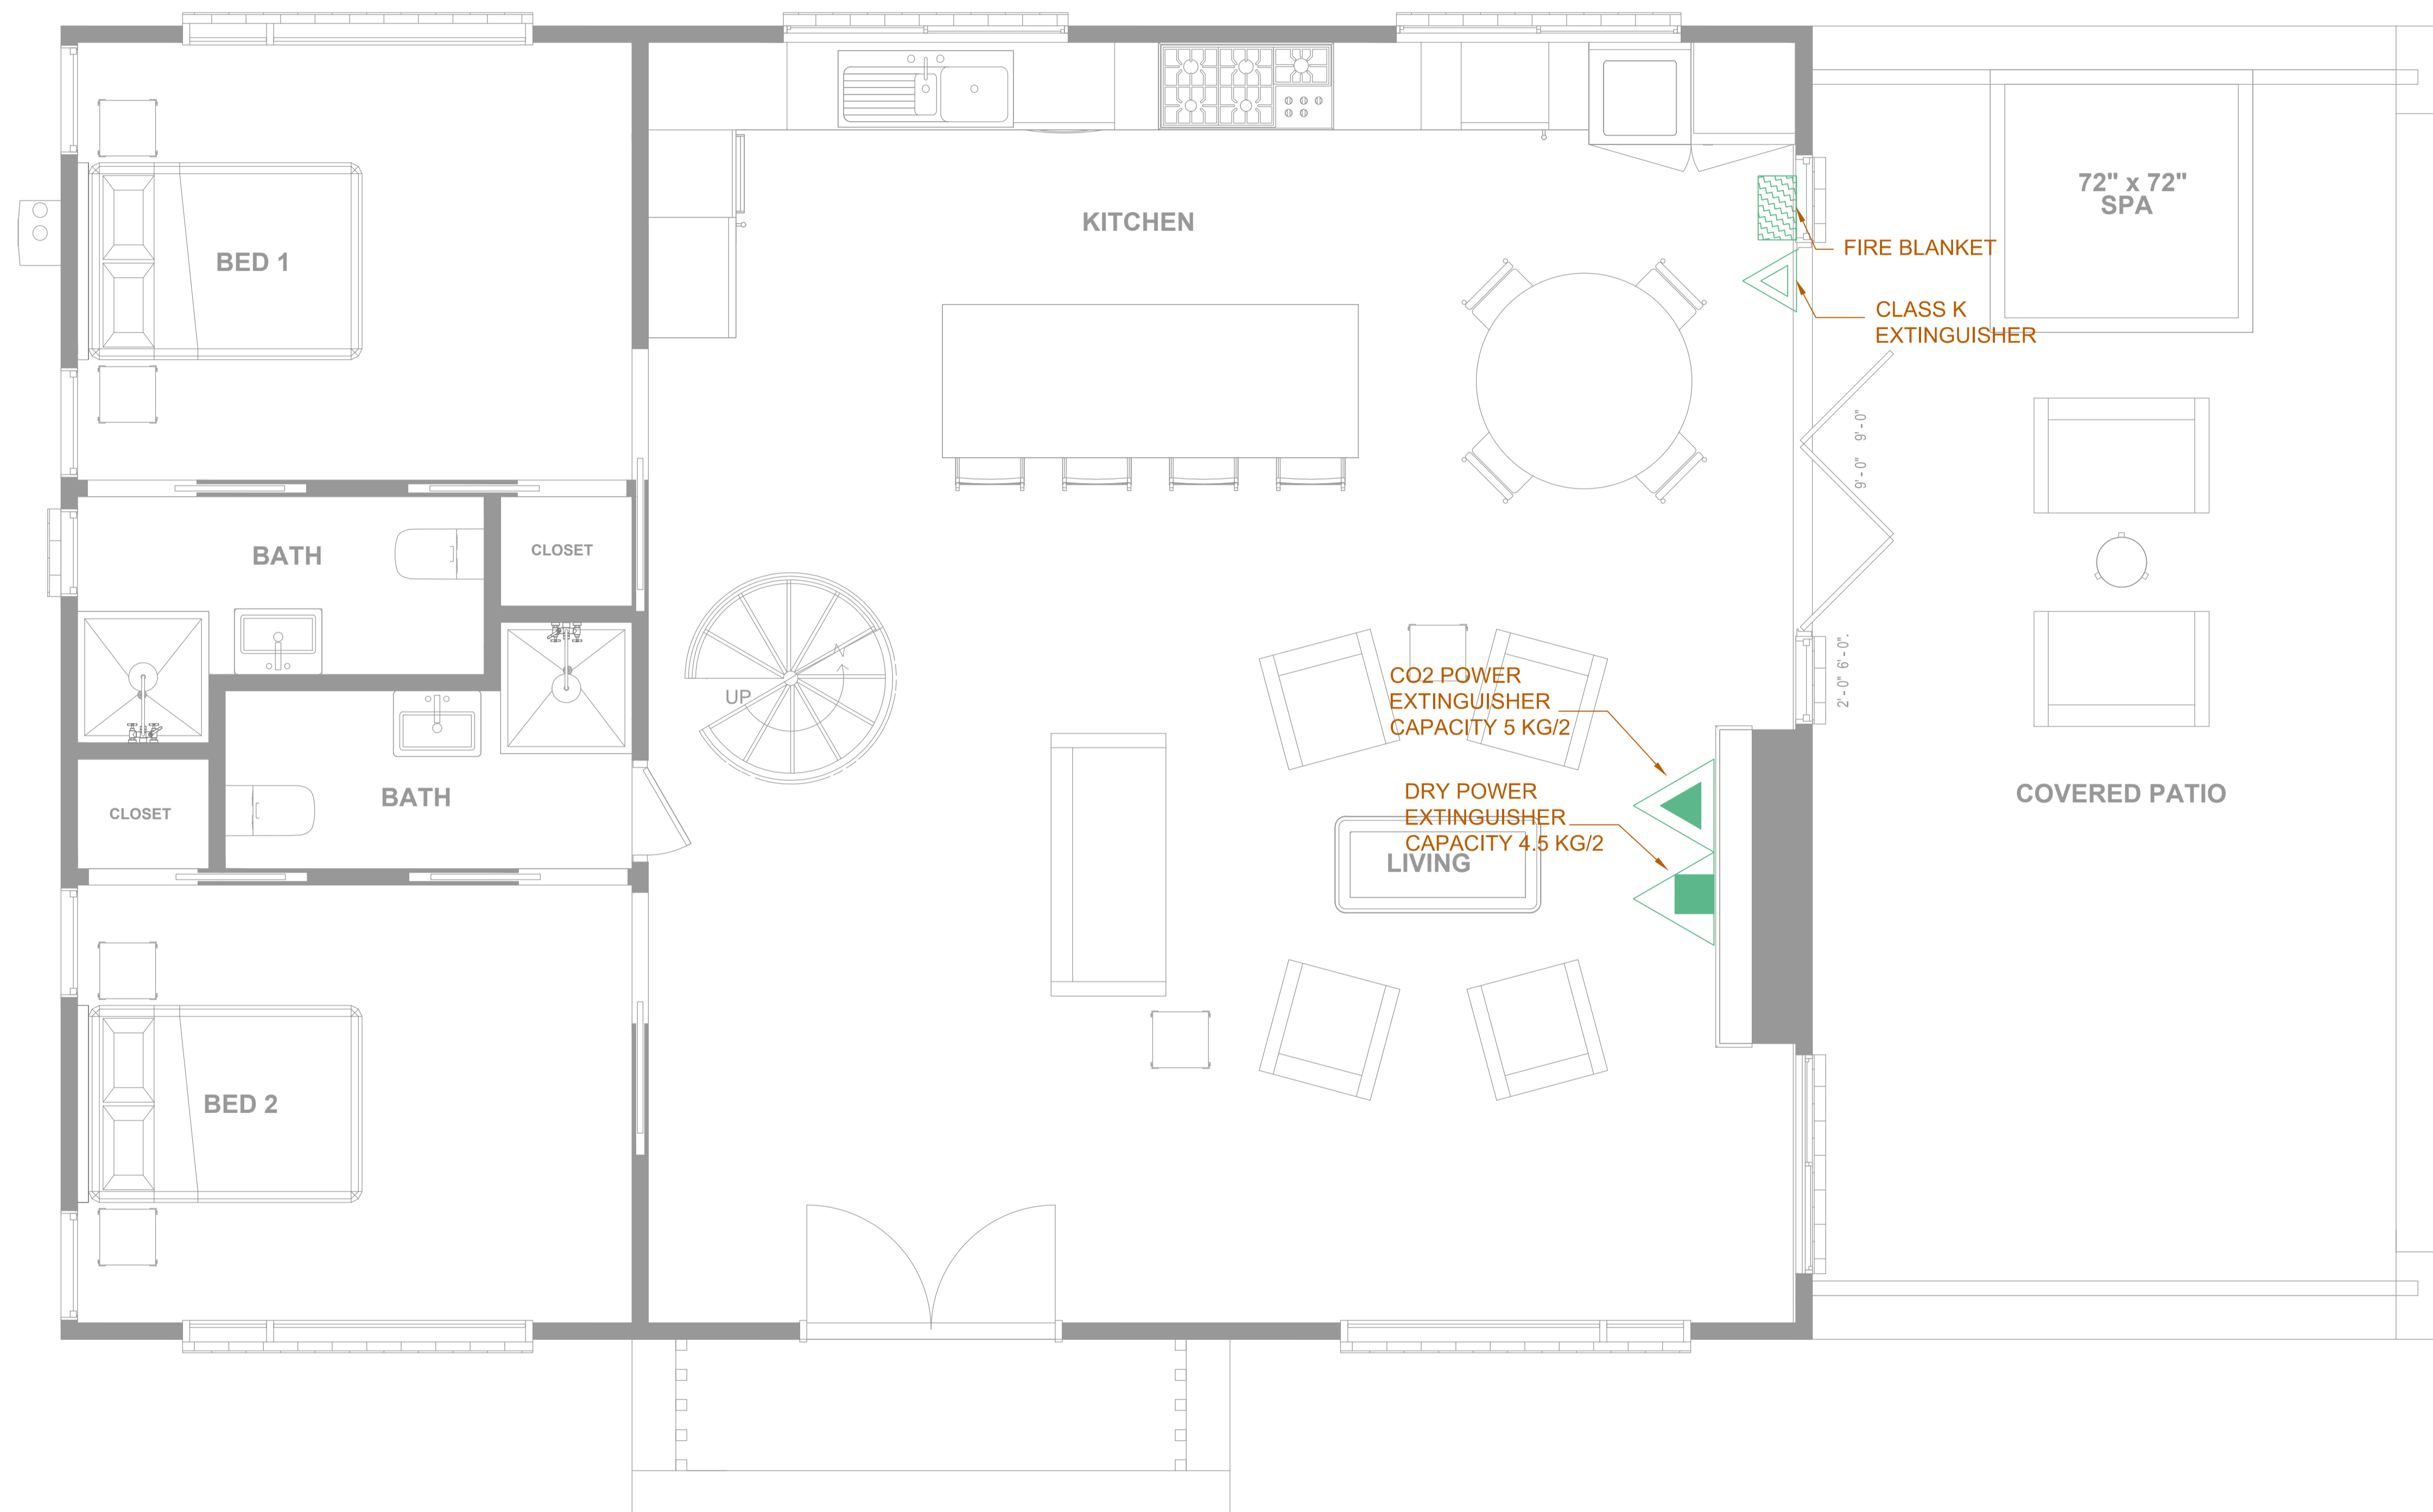 KITCHEN
72" x 72"
SPA
BED 1
FIRE BLANKET
CLASS K
EXTINGUISHER
9'-0" 9'-0"
BATH
CLOSET
UP
CO2 POWER
EXTINGUISHER
CAPACITY 5 KG/2
2'-0" 6'-0".
DRY POWER
EXTINGUISHER
CAPACITY 4.5 KG/2
LIVING
COVERED PATIO
CLOSET
BATH
BED 2